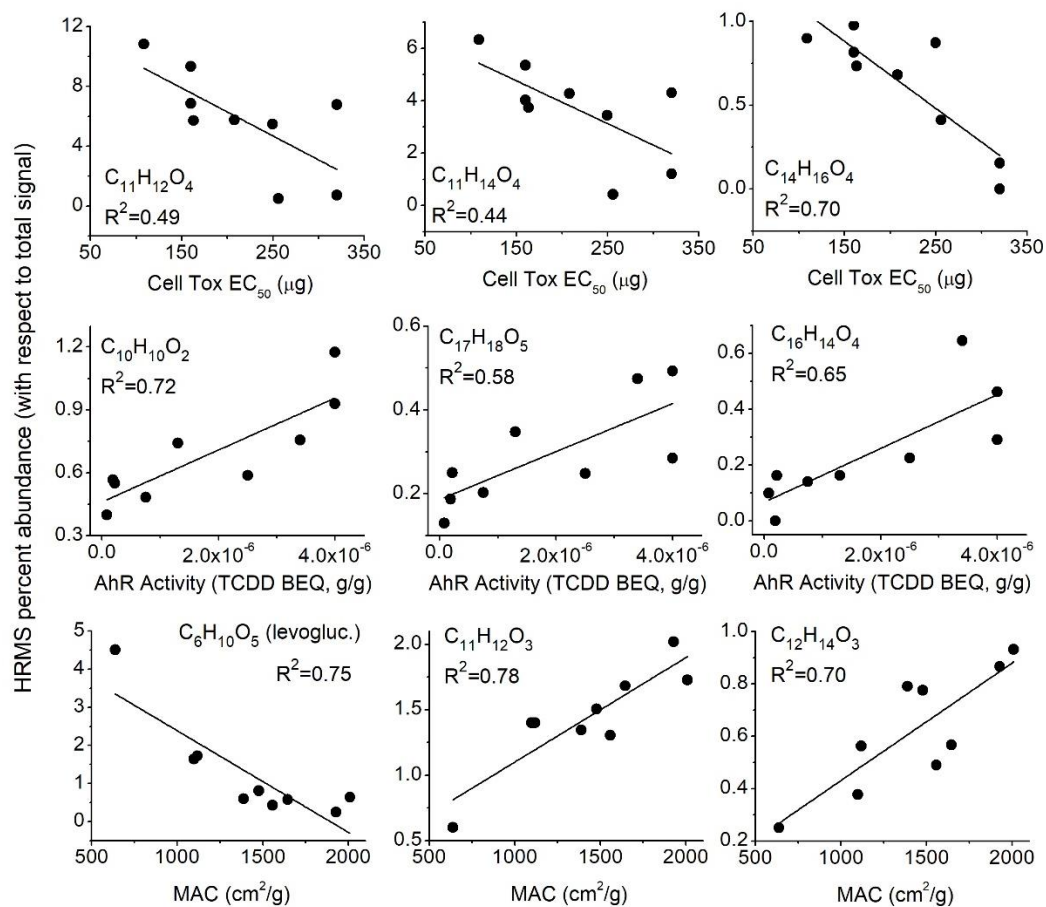 HRMS percent abundance (with respect to total signal)
12
8
4
0
C₁₁H₁₂O₄
R²=0.49
50 150 250 350
Cell Tox EC₅₀ (μg)
6
4
2
0
C₁₁H₁₄O₄
R²=0.44
50 150 250 350
Cell Tox EC₅₀ (μg)
1.0
0.5
0.0
C₁₄H₁₆O₄
R²=0.70
50 150 250 350
Cell Tox EC₅₀ (μg)
1.2
0.9
0.6
0.3
C₁₀H₁₀O₂
R²=0.72
0.0 2.0x10⁻⁶ 4.0x10⁻⁶
AhR Activity (TCDD BEQ, g/g)
0.6
0.4
0.2
C₁₇H₁₈O₅
R²=0.58
0.0 2.0x10⁻⁶ 4.0x10⁻⁶
AhR Activity (TCDD BEQ, g/g)
0.6
0.4
0.2
0.0
C₁₆H₁₄O₄
R²=0.65
0.0 2.0x10⁻⁶ 4.0x10⁻⁶
AhR Activity (TCDD BEQ, g/g)
5
4
3
2
1
0
C₆H₁₀O₅ (levogluc.)
R²=0.75
500 1000 1500 2000
MAC (cm²/g)
2.0
1.5
1.0
0.5
C₁₁H₁₂O₃
R²=0.78
500 1000 1500 2000
MAC (cm²/g)
1.0
0.8
0.6
0.4
0.2
C₁₂H₁₄O₃
R²=0.70
500 1000 1500 2000
MAC (cm²/g)